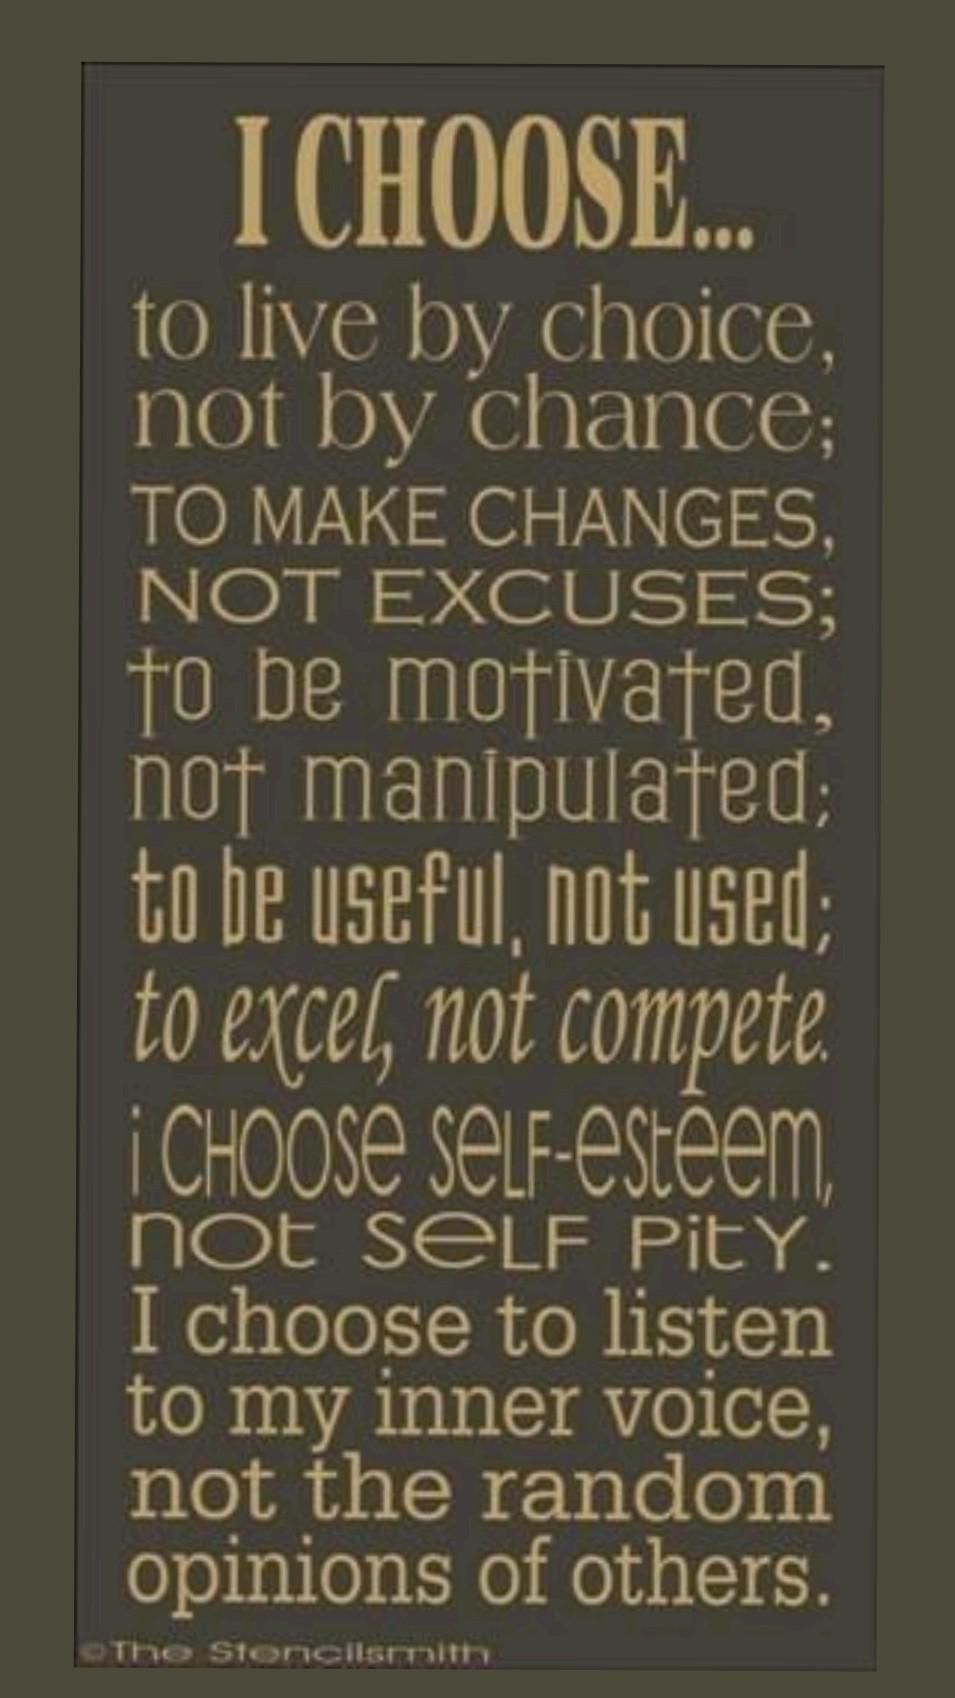 I CHOOSE...
to live by choice,
not by chance;
TO MAKE CHANGES,
NOT EXCUSES;
to be motivated,
not manipulated;
to be useful, not used;
to excel, not compete.
i CHOOSe SeLF-esteem,
not SeLF PitY.
I choose to listen
to my inner voice,
not the random
opinions of others.
©The Stencilsmith